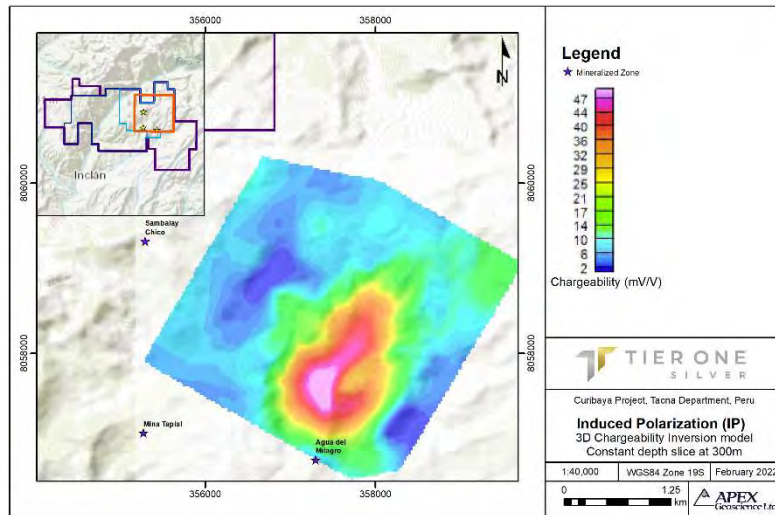 356000
358000
N
Inclán
8060000
8060000
Sambalay
Chico
8058000
8058000
Mina Tapial
Agua del
Milagro
356000
358000
Legend
Mineralized Zone
47
44
40
36
32
29
25
21
17
14
10
6
2
Chargeability (mV/V)
TIER ONE
SILVER
Curibaya Project, Tacna Department, Peru
Induced Polarization (IP)
3D Chargeability Inversion model
Constant depth slice at 300m
1:40,000
WGS84 Zone 19S
February 2022
0
1.25
km
APEX
Geoscience Ltd